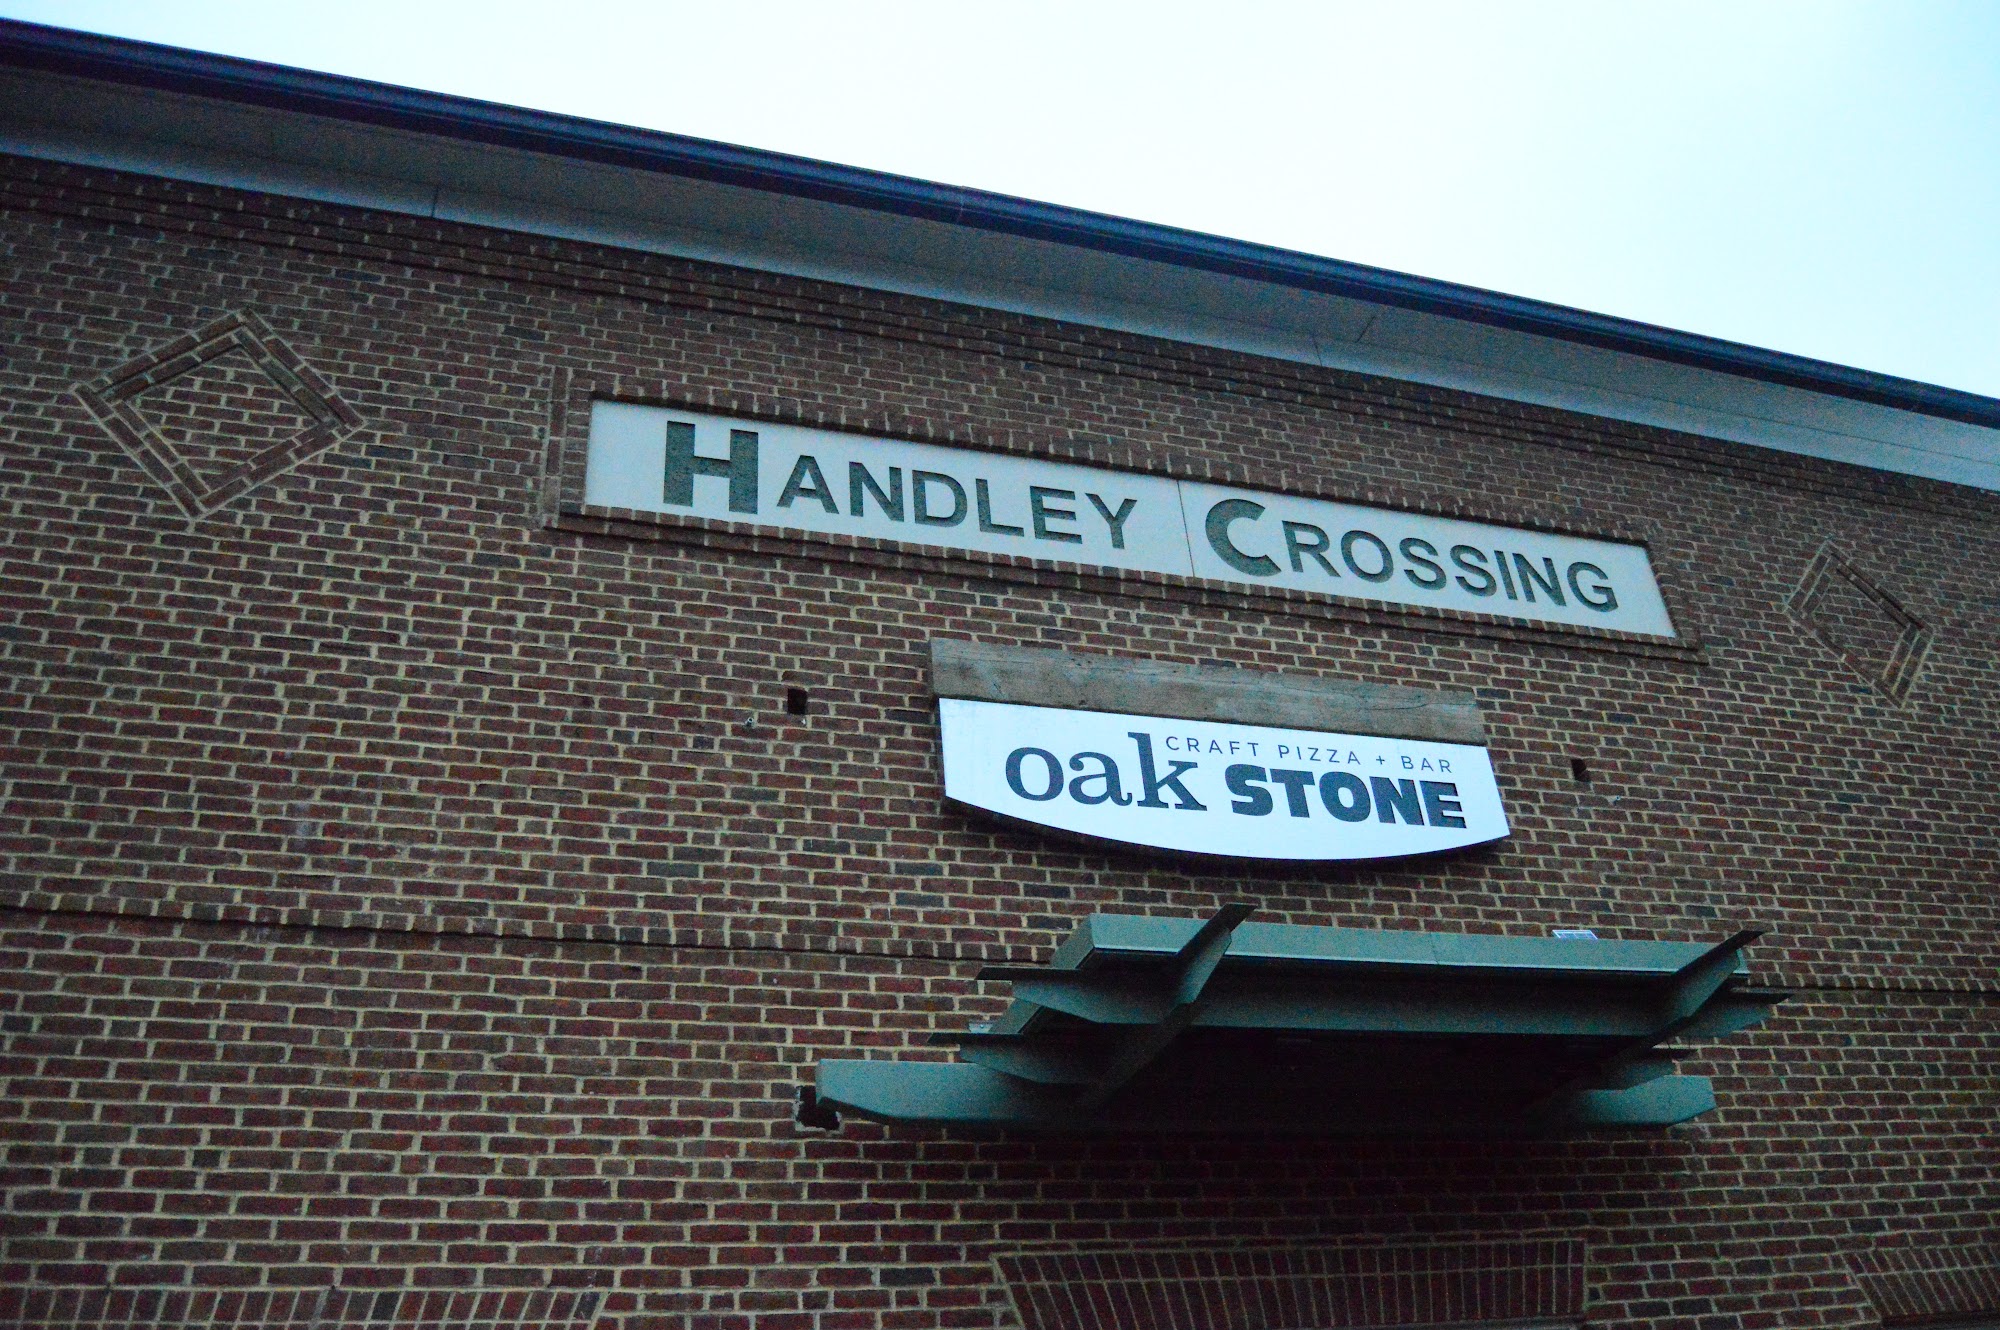 HANDLEY CROSSING
oak CRAFT PIZZA + BAR
STONE